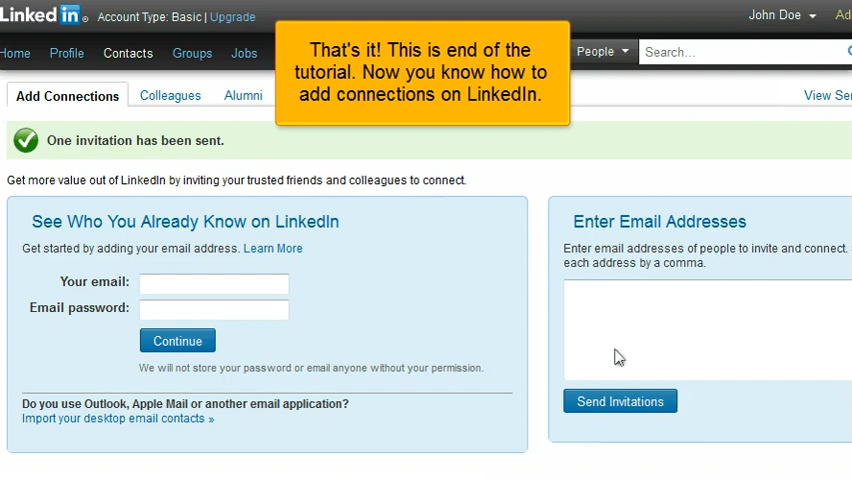 Linked in ® Account Type: Basic | Upgrade John Doe
Home Profile Contacts Groups Jobs People Search...
That's it! This is end of the
tutorial. Now you know how to
add connections on LinkedIn.
Add Connections Colleagues Alumni View Sen
One invitation has been sent.
Get more value out of LinkedIn by inviting your trusted friends and colleagues to connect.
See Who You Already Know on LinkedIn
Get started by adding your email address. Learn More
Your email:
Email password:
Continue
We will not store your password or email anyone without your permission.
Do you use Outlook, Apple Mail or another email application?
Import your desktop email contacts »
Enter Email Addresses
Enter email addresses of people to invite and connect.
each address by a comma.
Send Invitations